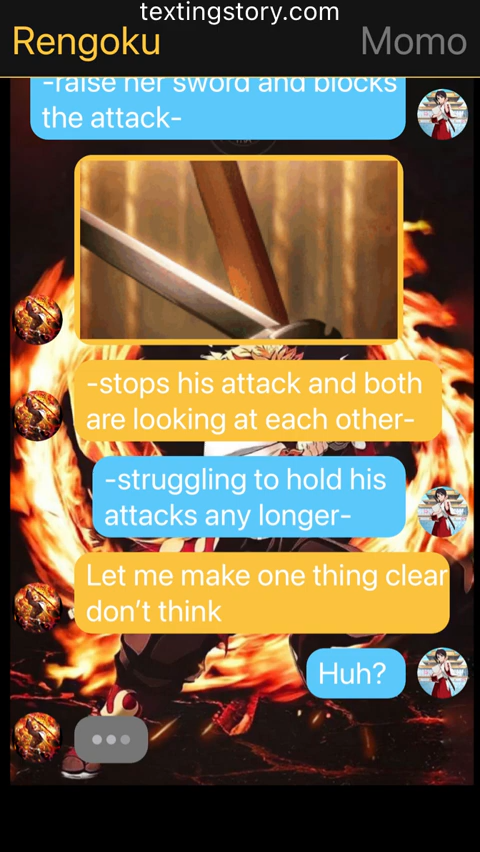 textingstory.com
Rengoku
Momo
-raise her sword and blocks
the attack-
-stops his attack and both
are looking at each other-
-struggling to hold his
attacks any longer-
Let me make one thing clear
don't think
Huh?